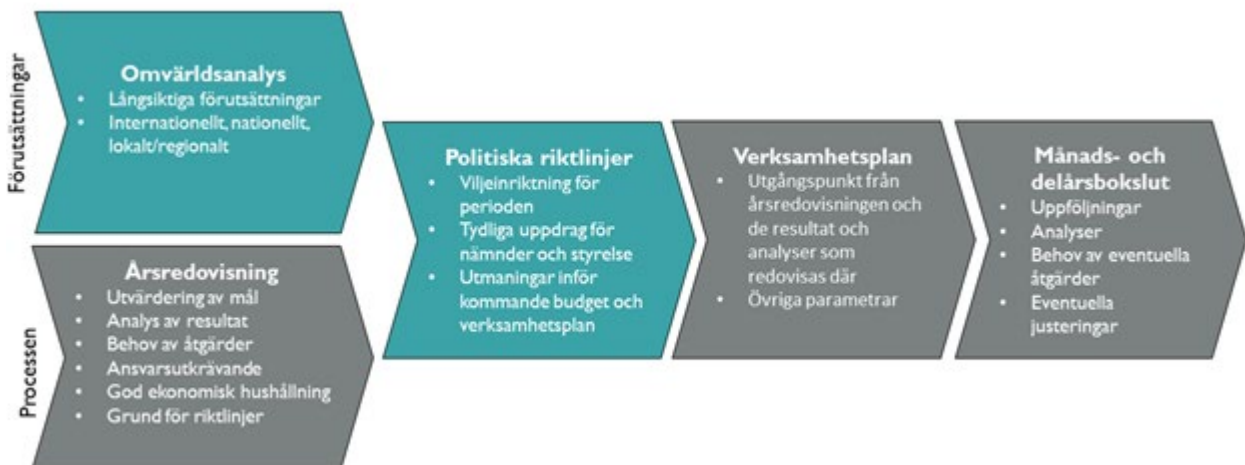 Förutsättningar
Omvärldsanalys
• Långsiktiga förutsättningar
• Internationellt, nationellt,
lokalt/regionalt
Processen
Årsredovisning
• Utvärdering av mål
• Analys av resultat
• Behov av åtgärder
• Ansvarsutkrävande
• God ekonomisk hushållning
• Grund för riktlinjer
Politiska riktlinjer
• Viljeinriktning för
perioden
• Tydliga uppdrag för
nämnder och styrelse
• Utmaningar inför
kommande budget och
verksamhetsplan
Verksamhetsplan
• Utgångspunkt från
årsredovisningen och
de resultat och
analyser som
redovisas där
• Övriga parametrar
Månads- och
delårsbokslut
• Uppföljningar
• Analyser
• Behov av eventuella
åtgärder
• Eventuella
justeringar